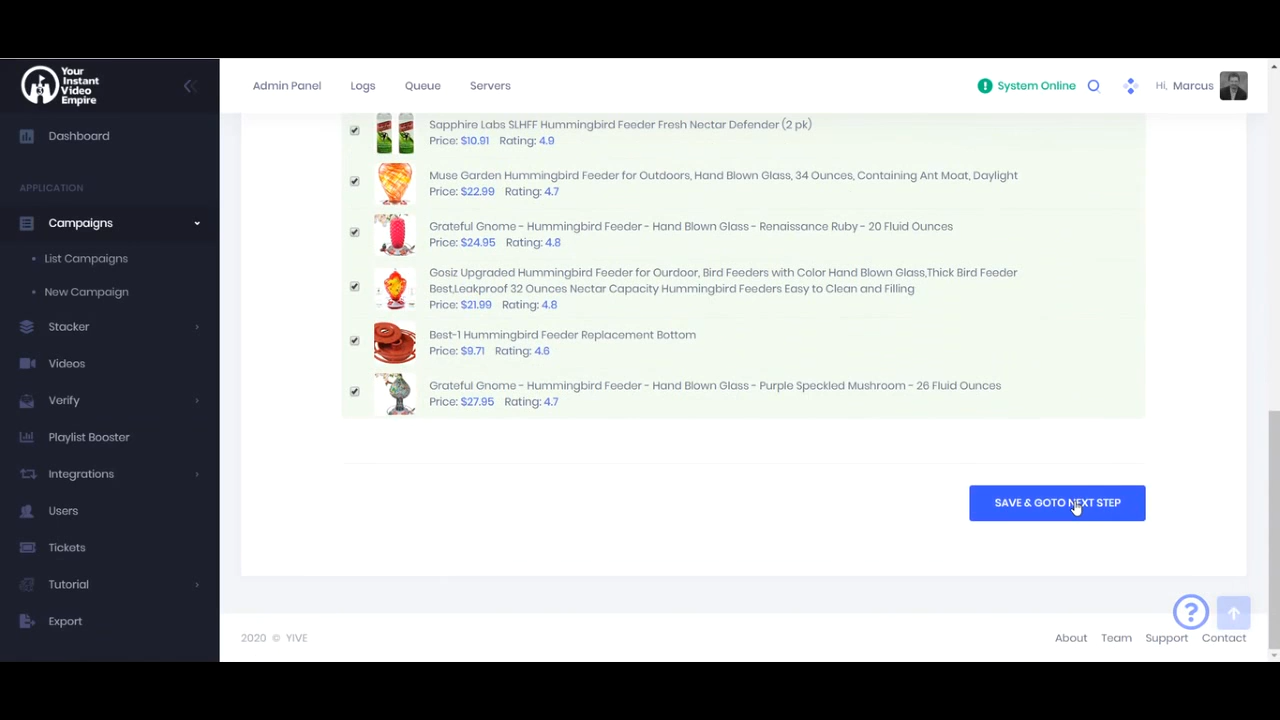 Your
Instant
Video
Empire
Admin Panel
Logs
Queue
Servers
System Online
Hi, Marcus
Dashboard
APPLICATION
Campaigns
List Campaigns
New Campaign
Stacker
Videos
Verify
Playlist Booster
Integrations
Users
Tickets
Tutorial
Export
Sapphire Labs SLHFF Hummingbird Feeder Fresh Nectar Defender (2 pk)
Price: $10.91 Rating: 4.9
Muse Garden Hummingbird Feeder for Outdoors, Hand Blown Glass, 34 Ounces, Containing Ant Moat, Daylight
Price: $22.99 Rating: 4.7
Grateful Gnome - Hummingbird Feeder - Hand Blown Glass - Renaissance Ruby - 20 Fluid Ounces
Price: $24.95 Rating: 4.8
Gosiz Upgraded Hummingbird Feeder for Ourdoor, Bird Feeders with Color Hand Blown Glass,Thick Bird Feeder
Best,Leakproof 32 Ounces Nectar Capacity Hummingbird Feeders Easy to Clean and Filling
Price: $21.99 Rating: 4.8
Best-1 Hummingbird Feeder Replacement Bottom
Price: $9.71 Rating: 4.6
Grateful Gnome - Hummingbird Feeder - Hand Blown Glass - Purple Speckled Mushroom - 26 Fluid Ounces
Price: $27.95 Rating: 4.7
SAVE & GOTO NEXT STEP
2020 © YIVE
About
Team
Support
Contact